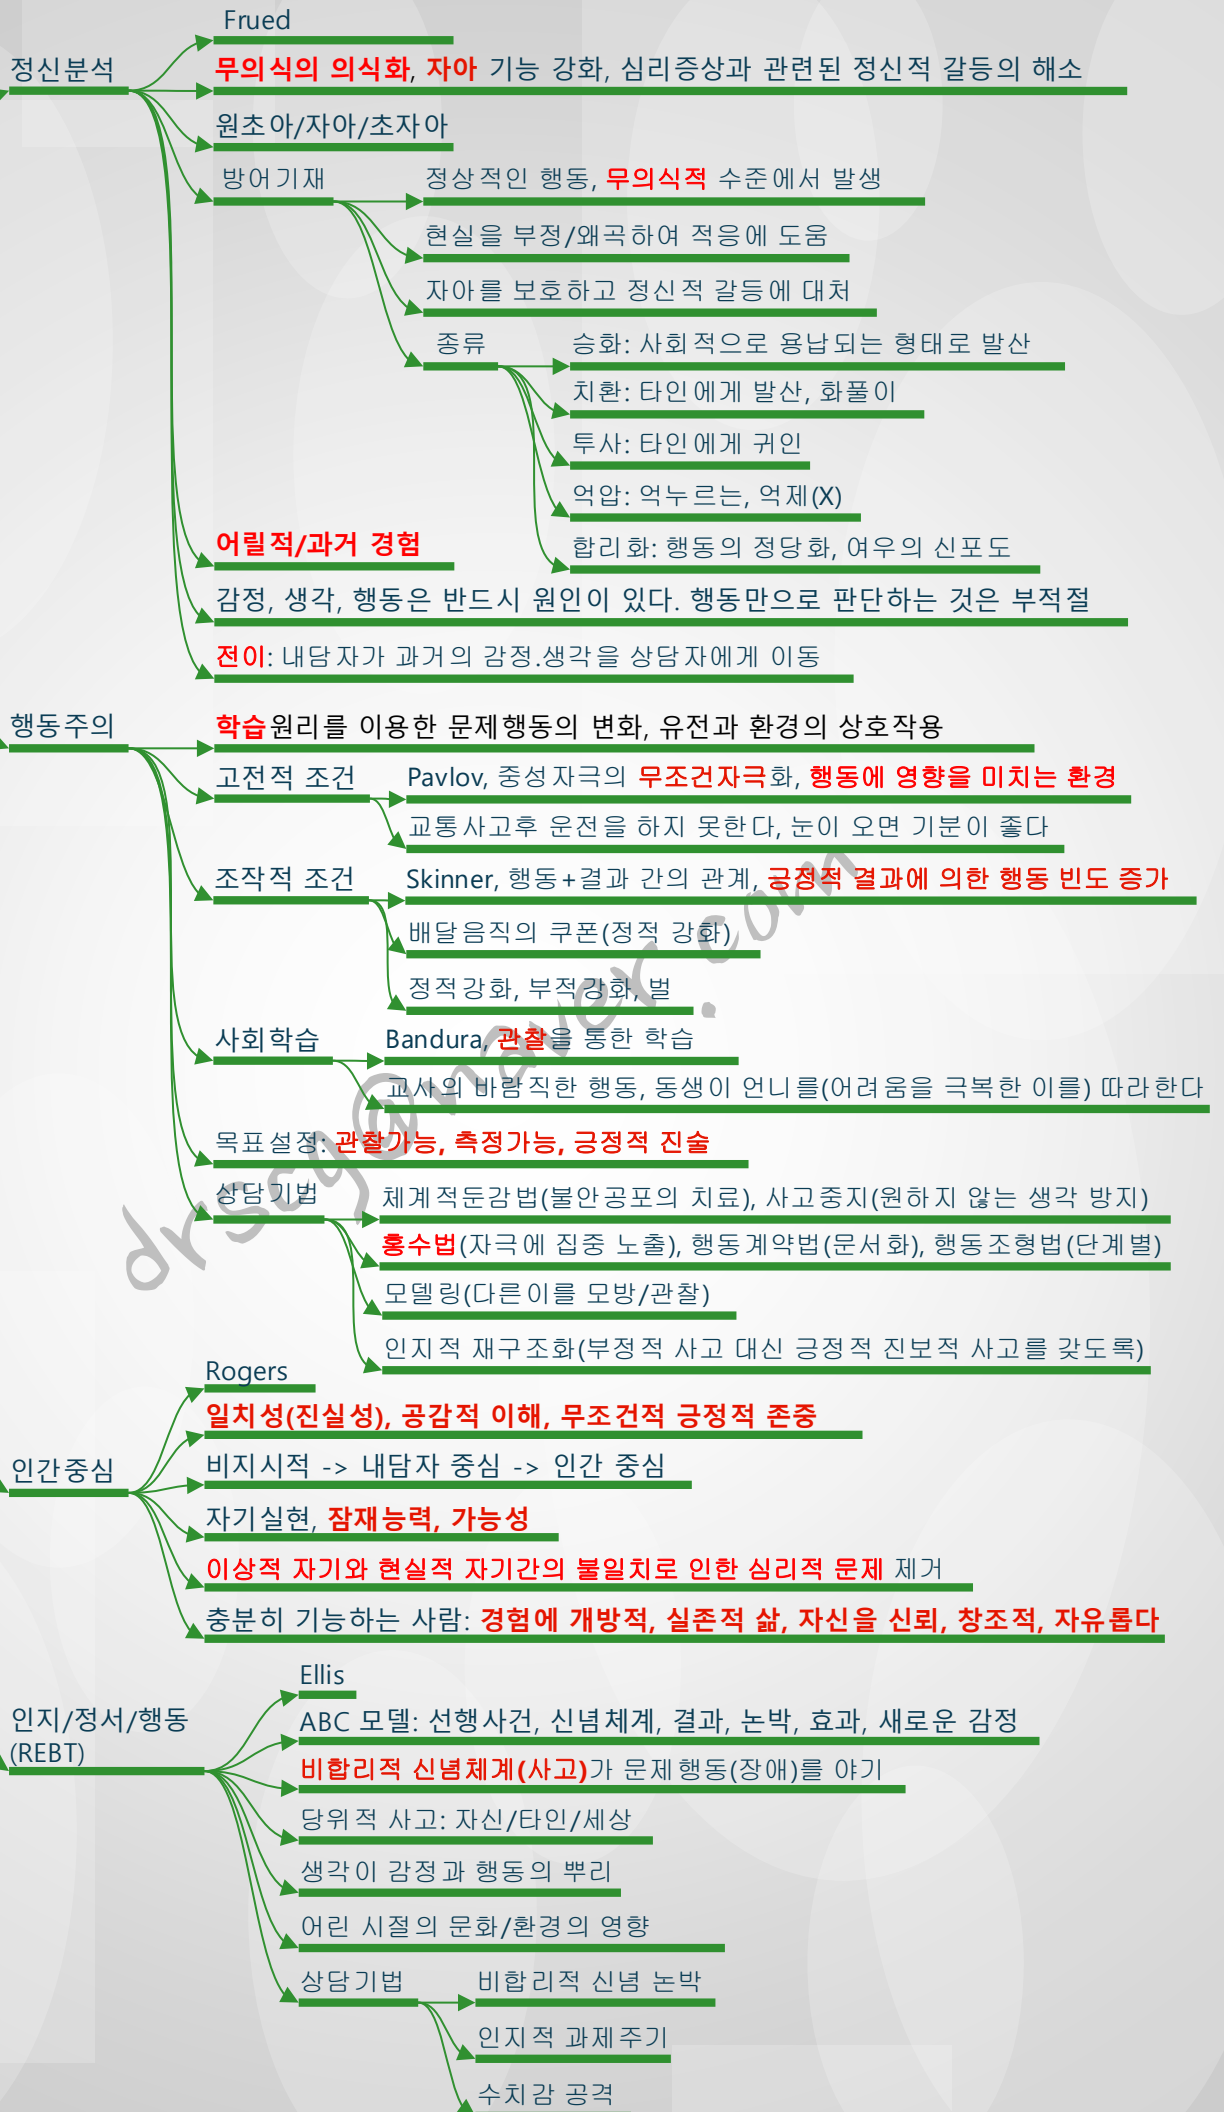 Frued
정신분석
무의식의 의식화, 자아 기능 강화, 심리증상과 관련된 정신적 갈등의 해소
원초아/자아/초자아
방어기재
정상적인 행동, 무의식적 수준에서 발생
현실을 부정/왜곡하여 적응에 도움
자아를 보호하고 정신적 갈등에 대처
종류
승화: 사회적으로 용납되는 형태로 발산
치환: 타인에게 발산, 화풀이
투사: 타인에게 귀인
억압: 억누르는, 억제(X)
합리화: 행동의 정당화, 여우의 신포도
어릴적/과거 경험
감정, 생각, 행동은 반드시 원인이 있다. 행동만으로 판단하는 것은 부적절
전이: 내담자가 과거의 감정.생각을 상담자에게 이동
행동주의
학습원리를 이용한 문제행동의 변화, 유전과 환경의 상호작용
고전적 조건
Pavlov, 중성자극의 무조건자극화, 행동에 영향을 미치는 환경
교통사고후 운전을 하지 못한다, 눈이 오면 기분이 좋다
조작적 조건
Skinner, 행동+결과 간의 관계, 긍정적 결과에 의한 행동 빈도 증가
배달음직의 쿠폰(정적 강화)
정적강화, 부적강화, 벌
사회학습
Bandura, 관찰을 통한 학습
교사의 바람직한 행동, 동생이 언니를(어려움을 극복한 이를) 따라한다
목표설정: 관찰가능, 측정가능, 긍정적 진술
상담기법
체계적둔감법(불안공포의 치료), 사고중지(원하지 않는 생각 방지)
홍수법(자극에 집중 노출), 행동계약법(문서화), 행동조형법(단계별)
모델링(다른이를 모방/관찰)
인지적 재구조화(부정적 사고 대신 긍정적 진보적 사고를 갖도록)
drscg@naver.com
Rogers
일치성(진실성), 공감적 이해, 무조건적 긍정적 존중
인간중심
비지시적 -> 내담자 중심 -> 인간 중심
자기실현, 잠재능력, 가능성
이상적 자기와 현실적 자기간의 불일치로 인한 심리적 문제 제거
충분히 기능하는 사람: 경험에 개방적, 실존적 삶, 자신을 신뢰, 창조적, 자유롭다
Ellis
인지/정서/행동
(REBT)
ABC 모델: 선행사건, 신념체계, 결과, 논박, 효과, 새로운 감정
비합리적 신념체계(사고)가 문제행동(장애)를 야기
당위적 사고: 자신/타인/세상
생각이 감정과 행동의 뿌리
어린 시절의 문화/환경의 영향
상담기법
비합리적 신념 논박
인지적 과제주기
수치감 공격